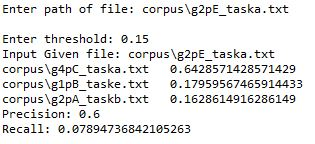 Enter path of file: corpus\g2pE_taska.txt
Enter threshold: 0.15
Input Given file: corpus\g2pE_taska.txt
corpus\g4pC_taska.txt 0.6428571428571429
corpus\g1pB_taske.txt 0.17959567465914433
corpus\g2pA_taskb.txt 0.1628614916286149
Precision: 0.6
Recall: 0.07894736842105263